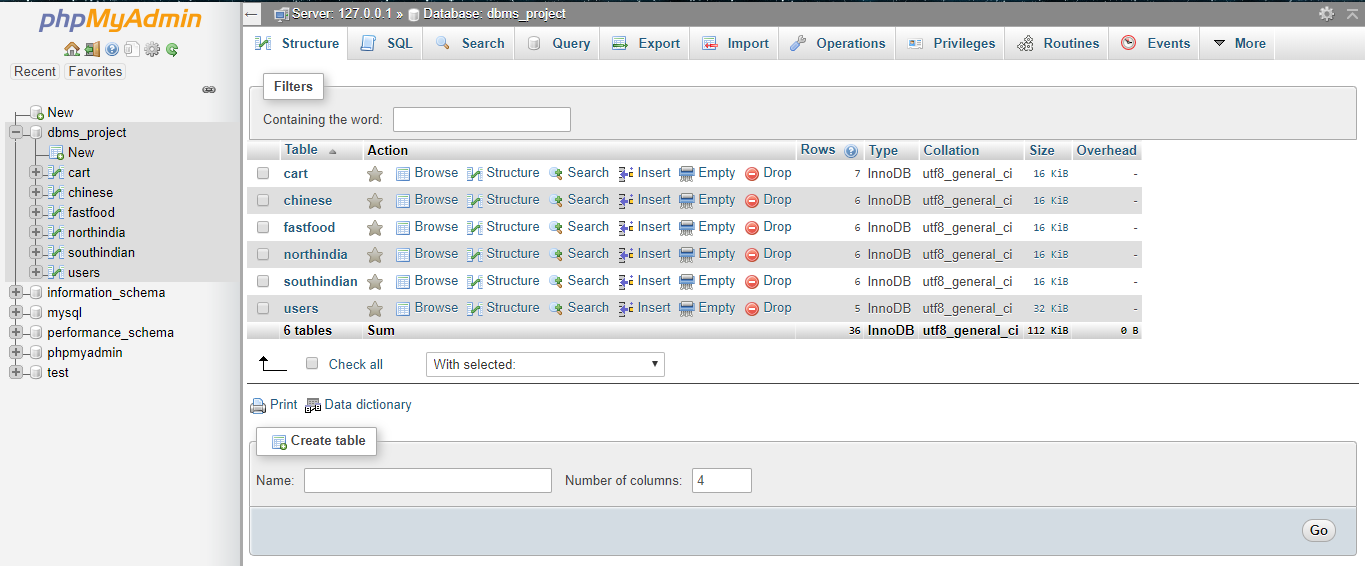 phpMyAdmin
Recent Favorites
New
dbms_project
New
cart
chinese
fastfood
northindia
southindian
users
information_schema
mysql
performance_schema
phpmyadmin
test
Server: 127.0.0.1 » Database: dbms_project
Structure SQL Search Query Export Import Operations Privileges Routines Events More
Filters
Containing the word:
Table Action Rows Type Collation Size Overhead
cart Browse Structure Search Insert Empty Drop 7 InnoDB utf8_general_ci 16 KiB -
chinese Browse Structure Search Insert Empty Drop 6 InnoDB utf8_general_ci 16 KiB -
fastfood Browse Structure Search Insert Empty Drop 6 InnoDB utf8_general_ci 16 KiB -
northindia Browse Structure Search Insert Empty Drop 6 InnoDB utf8_general_ci 16 KiB -
southindian Browse Structure Search Insert Empty Drop 6 InnoDB utf8_general_ci 16 KiB -
users Browse Structure Search Insert Empty Drop 5 InnoDB utf8_general_ci 32 KiB -
6 tables Sum 36 InnoDB utf8_general_ci 112 KiB 0 B
Check all With selected:
Print Data dictionary
Create table
Name: Number of columns: 4
Go